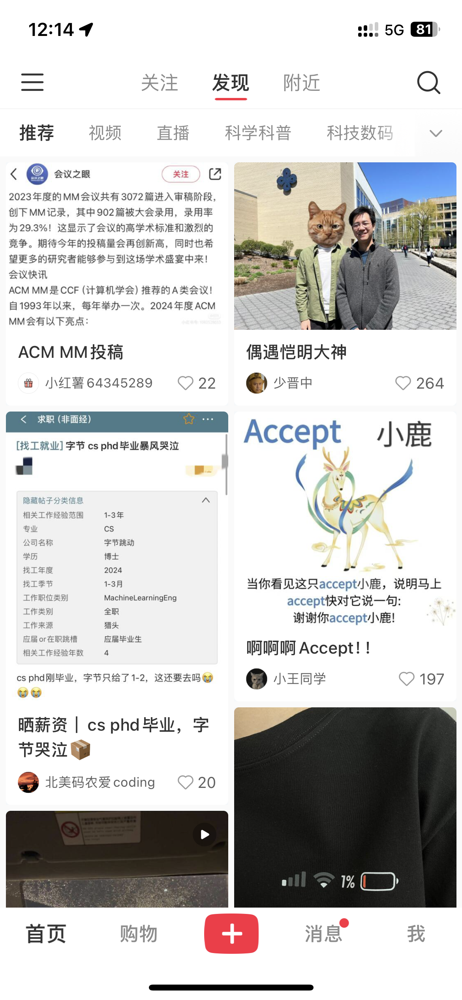 12:14
5G 81
关注 发现 附近
推荐 视频 直播 科学科普 科技数码
会议之眼 关注
2023年度的MM会议共有3072篇进入审稿阶段，
创下MM记录，其中902篇被大会录用，录用率
为29.3%！这显示了会议的高学术标准和激烈的
竞争。期待今年的投稿量会再创新高，同时也希
望更多的研究者能够参与到这场学术盛宴中来！
会议快讯
ACM MM是CCF（计算机学会）推荐的A类会议！
自1993年以来，每年举办一次。2024年度ACM
MM会有以下亮点：
ACM MM投稿
小红薯64345289 22
偶遇恺明大神
少晋中 264
求职（非面经）
[找工就业] 字节 cs phd毕业暴风哭泣
隐藏帖子分类信息
相关工作经验范围 1-3年
专业 CS
公司名称 字节跳动
学历 博士
找工年度 2024
找工季节 1-3月
工作职位类别 MachineLearningEng
工作类别 全职
工作来源 猎头
应届or在职跳槽 应届毕业生
相关工作经验年数 4
cs phd刚毕业，字节只给了1-2，这还要去吗😭
😭😭
晒薪资｜ cs phd毕业，字
节哭泣📦
北美码农爱coding 20
Accept 小鹿
当你看见这只accept小鹿，说明马上
accept快对它说一句:
谢谢你accept小鹿!
啊啊啊Accept！！
小王同学 197
1%
首页 购物 消息 我